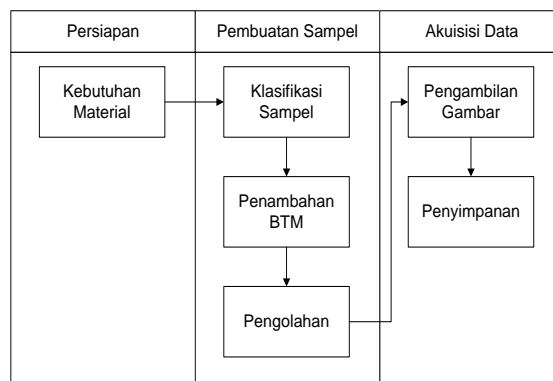 Persiapan
Pembuatan Sampel
Akuisisi Data
Kebutuhan
Material
Klasifikasi
Sampel
Penambahan
BTM
Pengolahan
Pengambilan
Gambar
Penyimpanan